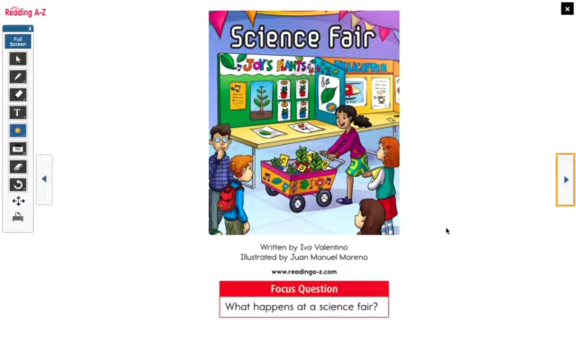 Reading A-Z
Full
Screen
T
Science Fair
JOY'S PLANTS
Written by Iva Valentino
Illustrated by Juan Manuel Moreno
www.readinga-z.com
Focus Question
What happens at a science fair?